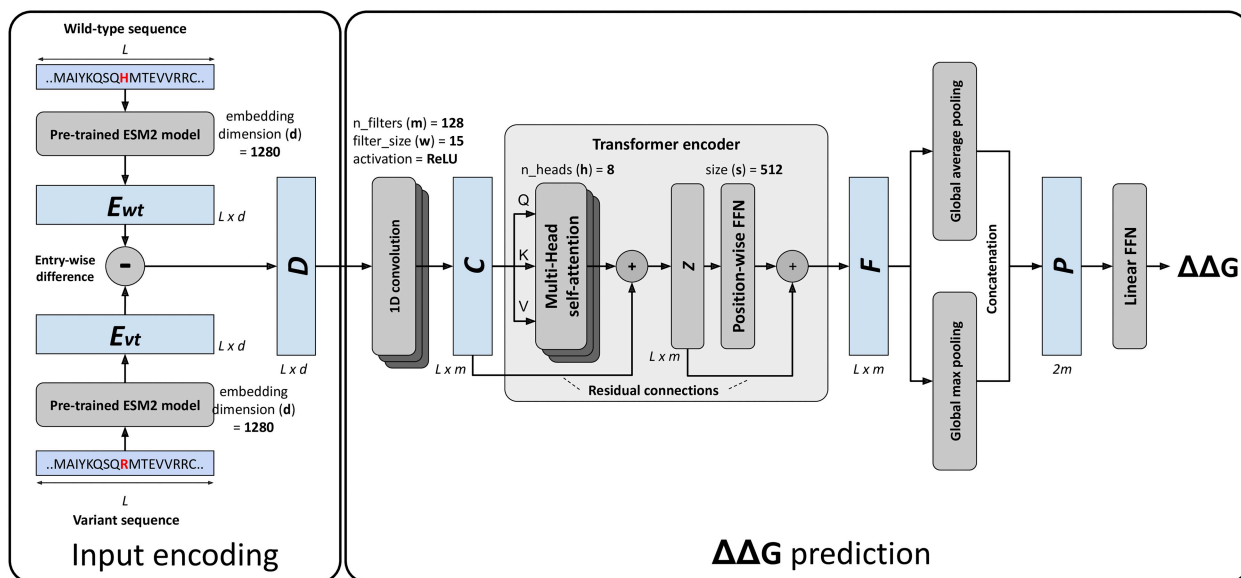 Wild-type sequence
L
..MAIYKQSQHMTEVVRRC..
Pre-trained ESM2 model
embedding
dimension (d)
= 1280
Ewt
L x d
Entry-wise
difference
-
Evt
L x d
Pre-trained ESM2 model
embedding
dimension (d)
= 1280
..MAIYKQSQRMTEVVRRC..
L
Variant sequence
Input encoding
D
L x d
n_filters (m) = 128
filter_size (w) = 15
activation = ReLU
1D convolution
C
L x m
Transformer encoder
n_heads (h) = 8
Q
K
V
Multi-Head
self-attention
+
Z
L x m
size (s) = 512
Position-wise FFN
+
Residual connections
F
L x m
Global average pooling
Global max pooling
Concatenation
P
2m
Linear FFN
ΔΔG
ΔΔG prediction